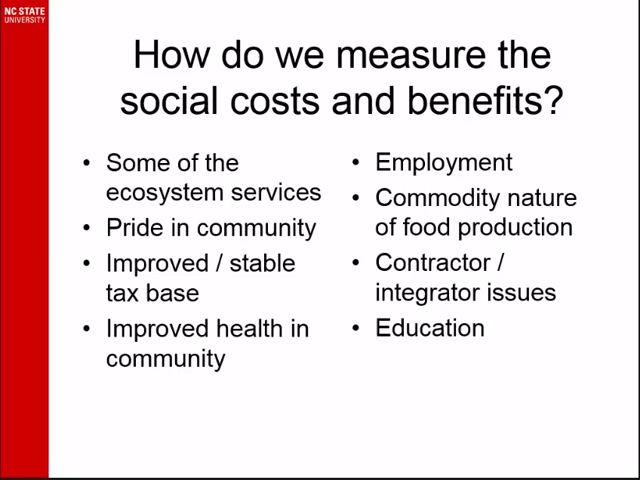 NC STATE
UNIVERSITY
How do we measure the
social costs and benefits?
• Some of the
ecosystem services
• Pride in community
• Improved / stable
tax base
• Improved health in
community
• Employment
• Commodity nature
of food production
• Contractor /
integrator issues
• Education